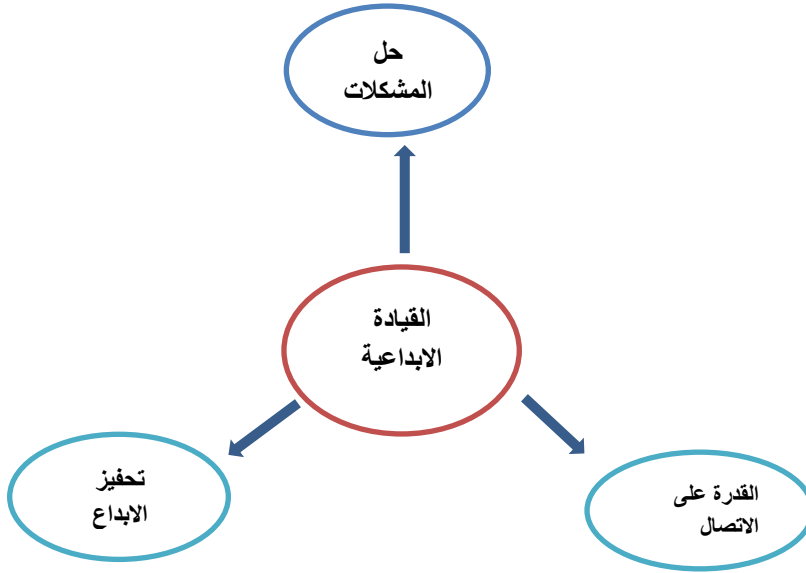 حل
المشكلات
القيادة
الابداعية
القدرة على
الاتصال
تحفيز
الابداع